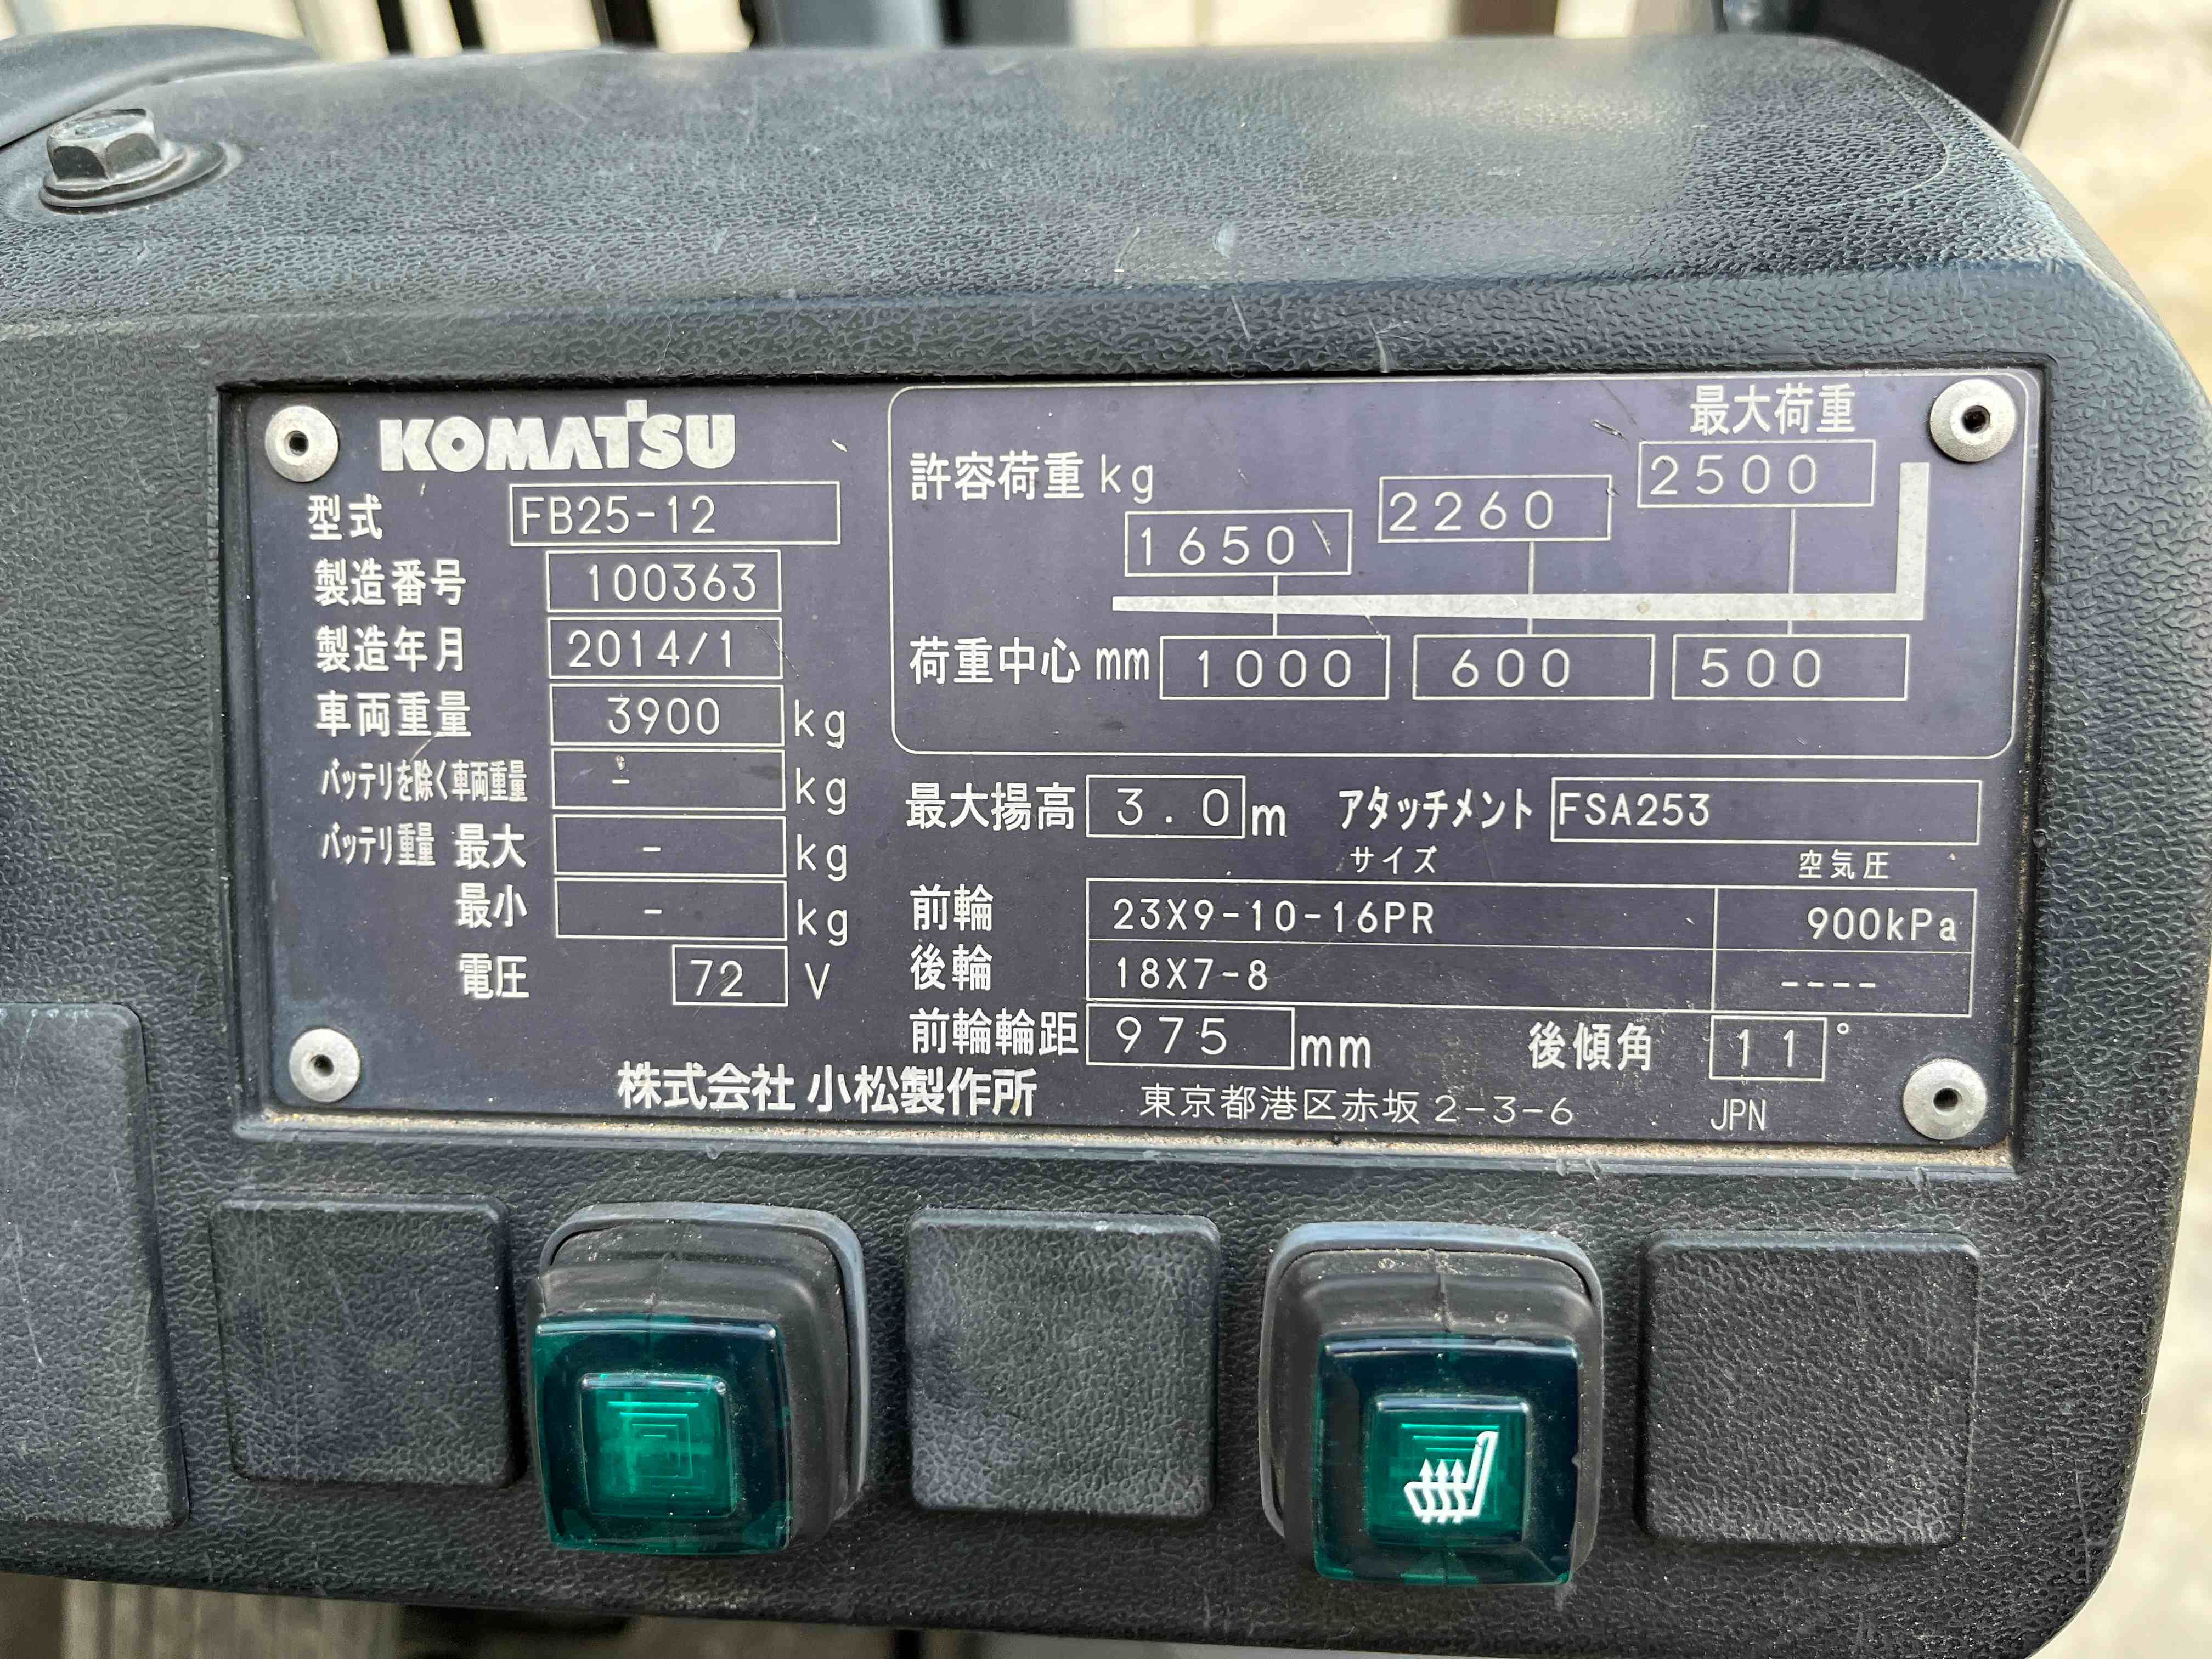 KOMATSU
型式 FB25-12
製造番号 100363
製造年月 2014/1
車両重量 3900 kg
バッテリを除く車両重量 - kg
バッテリ重量 最大 - kg
最小 - kg
電圧 72 V
最大荷重
許容荷重 kg 1650 2260 2500
荷重中心 mm 1000 600 500
最大揚高 3.0 m アタッチメント FSA253
サイズ 空気圧
前輪 23X9-10-16PR 900kPa
後輪 18X7-8 ----
前輪輪距 975 mm 後傾角 11°
株式会社 小松製作所 東京都港区赤坂2-3-6 JPN